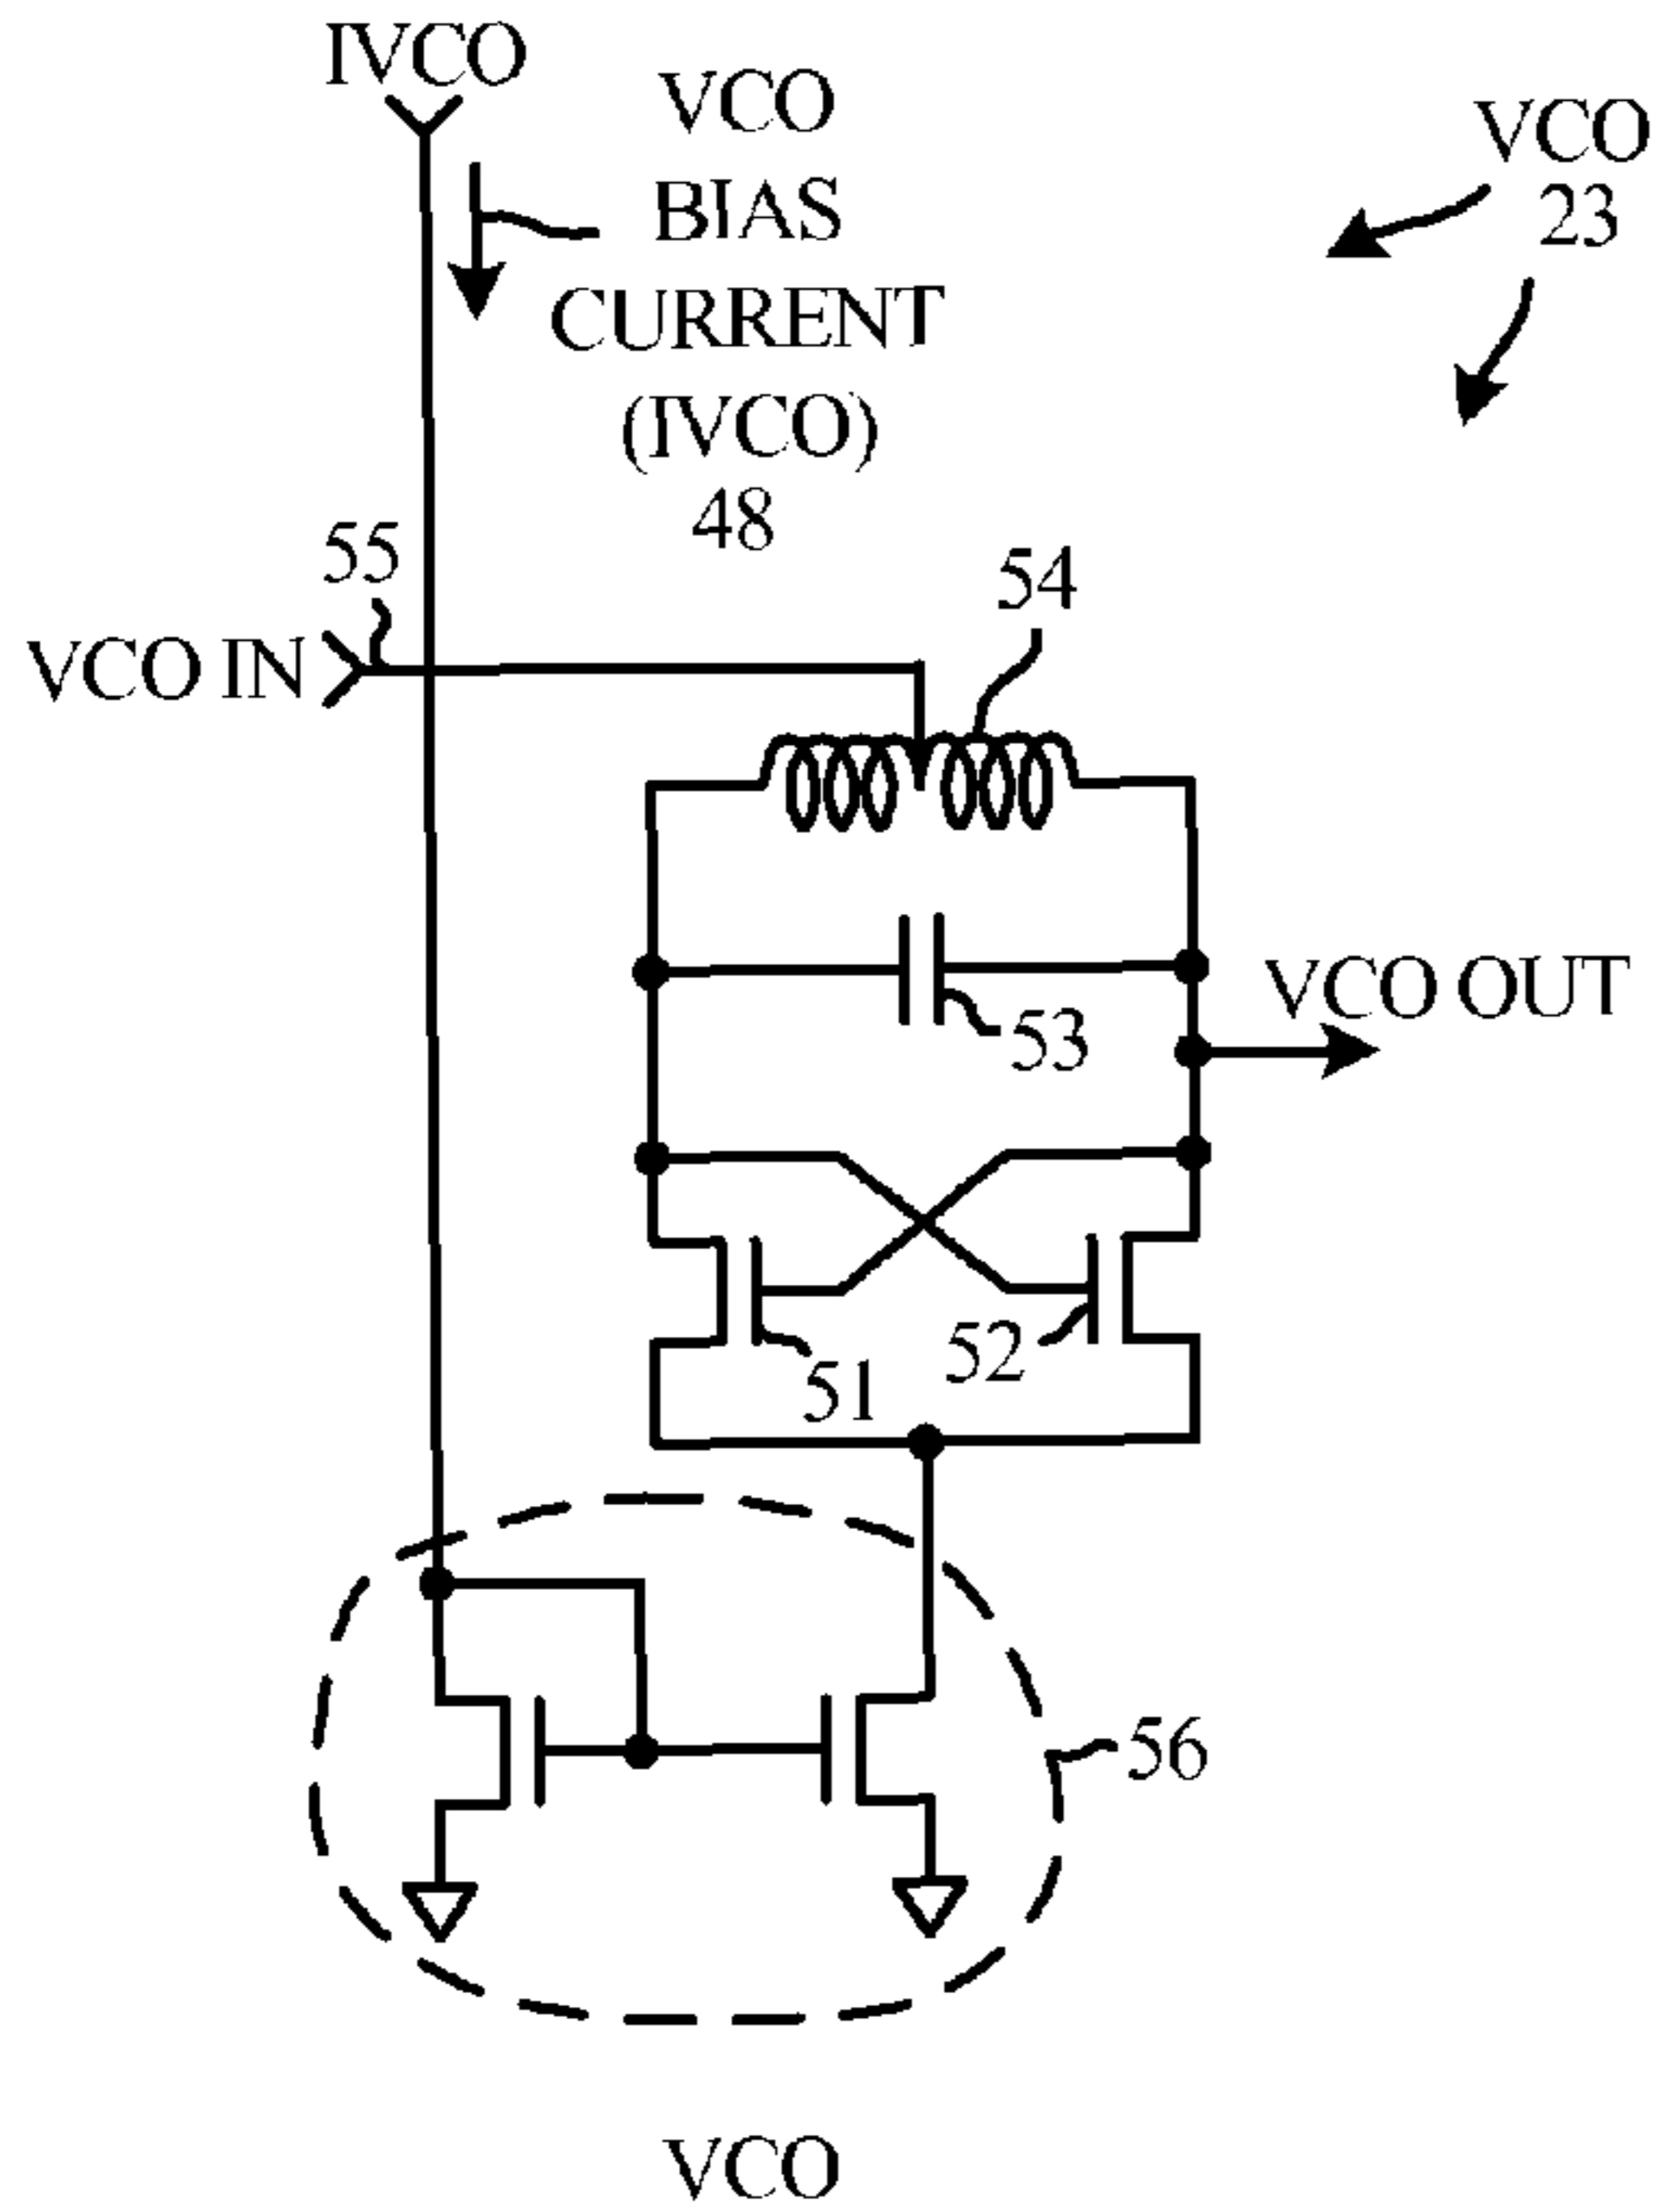 IVCO
VCO
BIAS
CURRENT
(IVCO)
48
VCO
23
55
VCO IN
54
53
VCO OUT
51
52
56
VCO